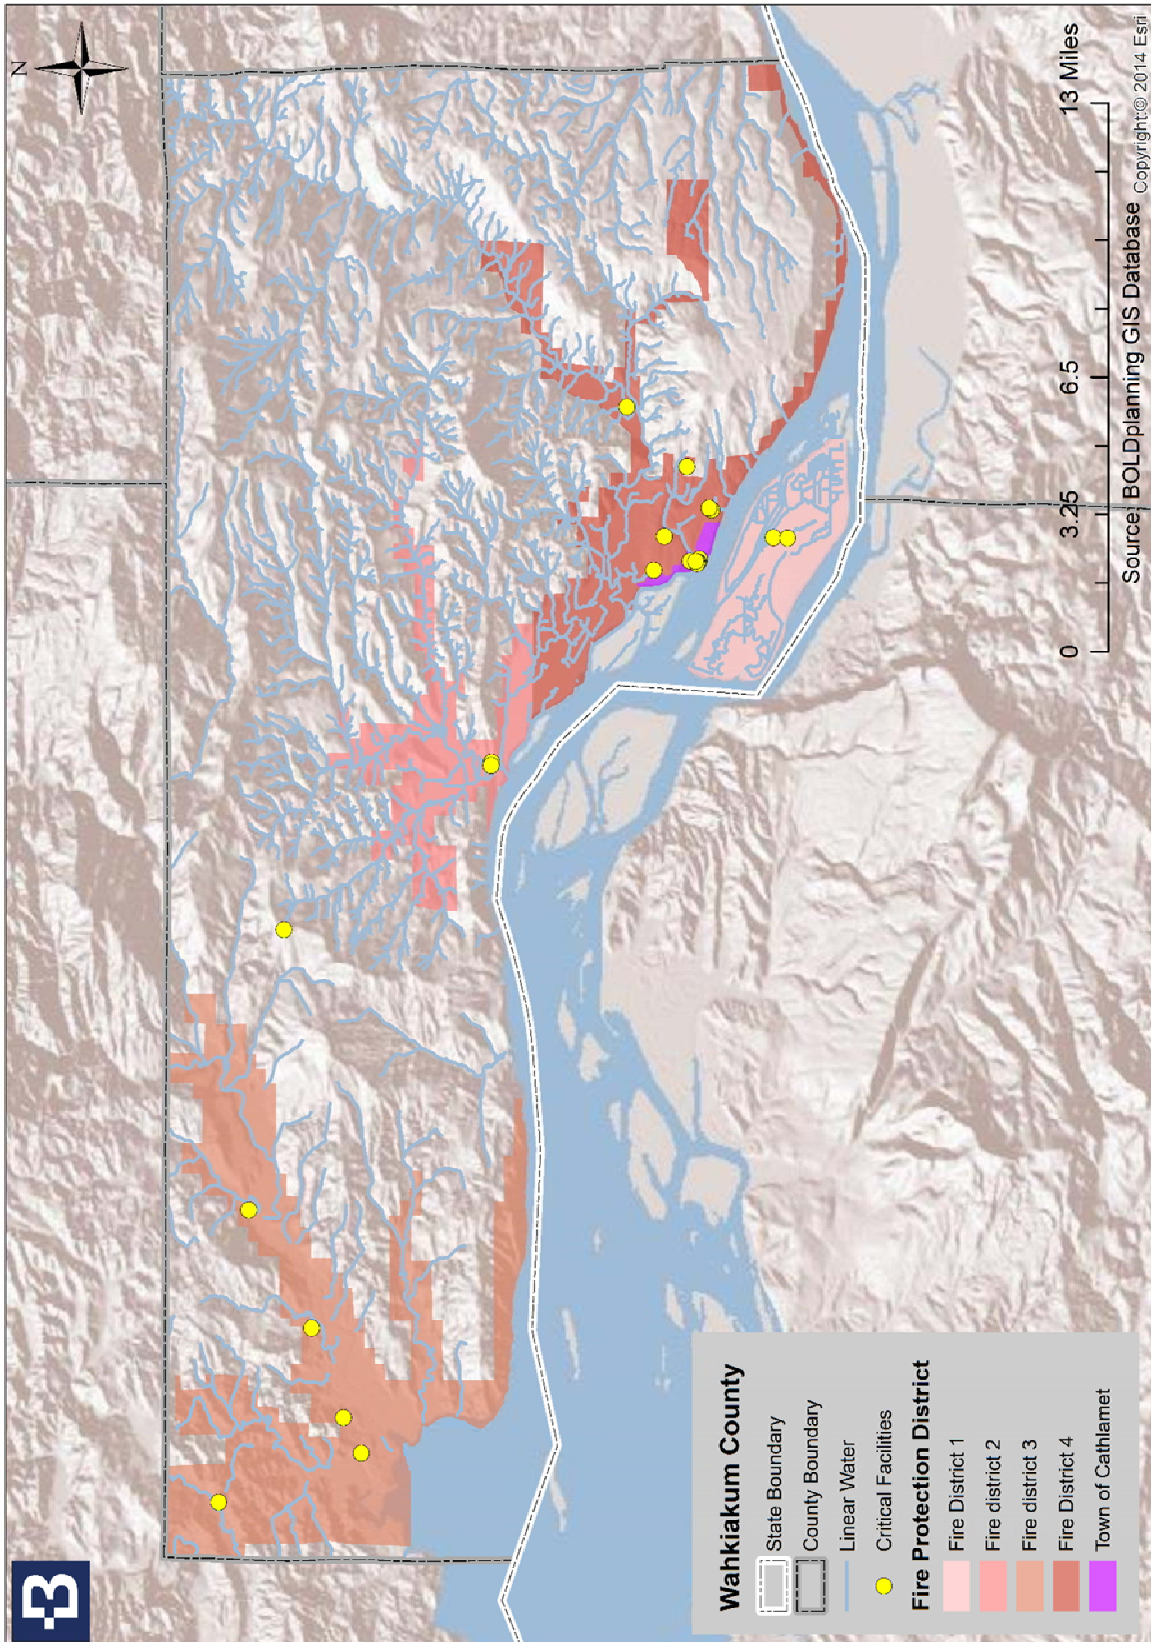 N
Wahkiakum County
State Boundary
County Boundary
Linear Water
Critical Facilities
Fire Protection District
Fire District 1
Fire district 2
Fire district 3
Fire District 4
Town of Cathlamet
0 3.25 6.5 13 Miles
Source: BOLDplanning GIS Database Copyright:© 2014 Esri